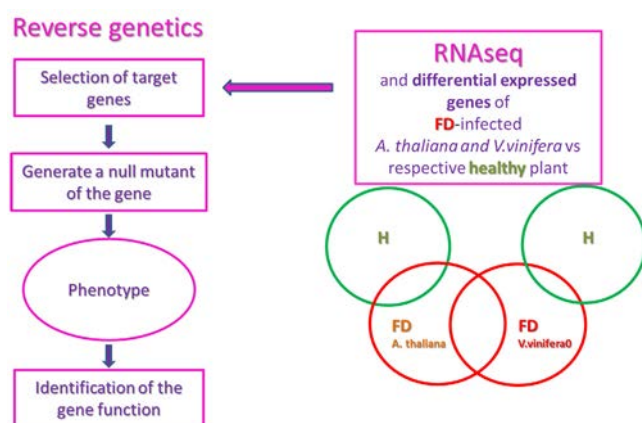 Reverse genetics
Selection of target
genes
Generate a null mutant
of the gene
Phenotype
Identification of the
gene function
RNAseq
and differential expressed
genes of
FD-infected
A. thaliana and V.vinifera vs
respective healthy plant
H
H
FD
A. thaliana
FD
V.vinifera0